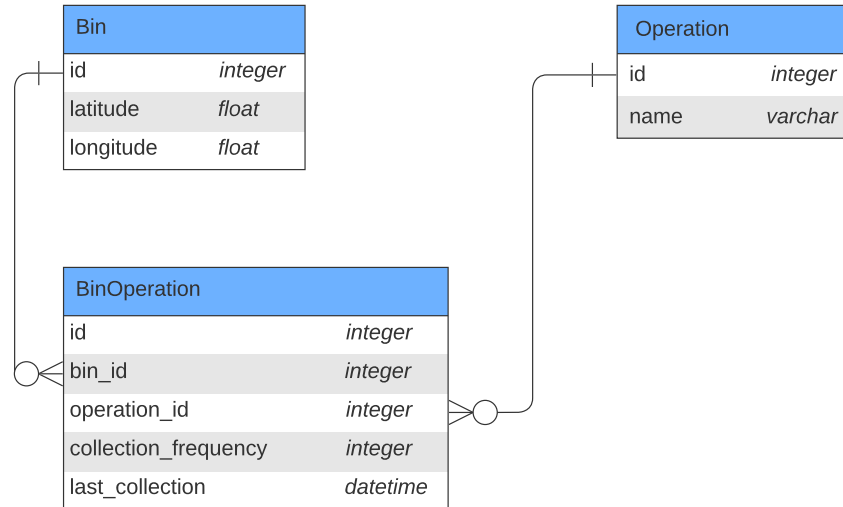 Bin
id integer
latitude float
longitude float
Operation
id integer
name varchar
BinOperation
id integer
bin_id integer
operation_id integer
collection_frequency integer
last_collection datetime